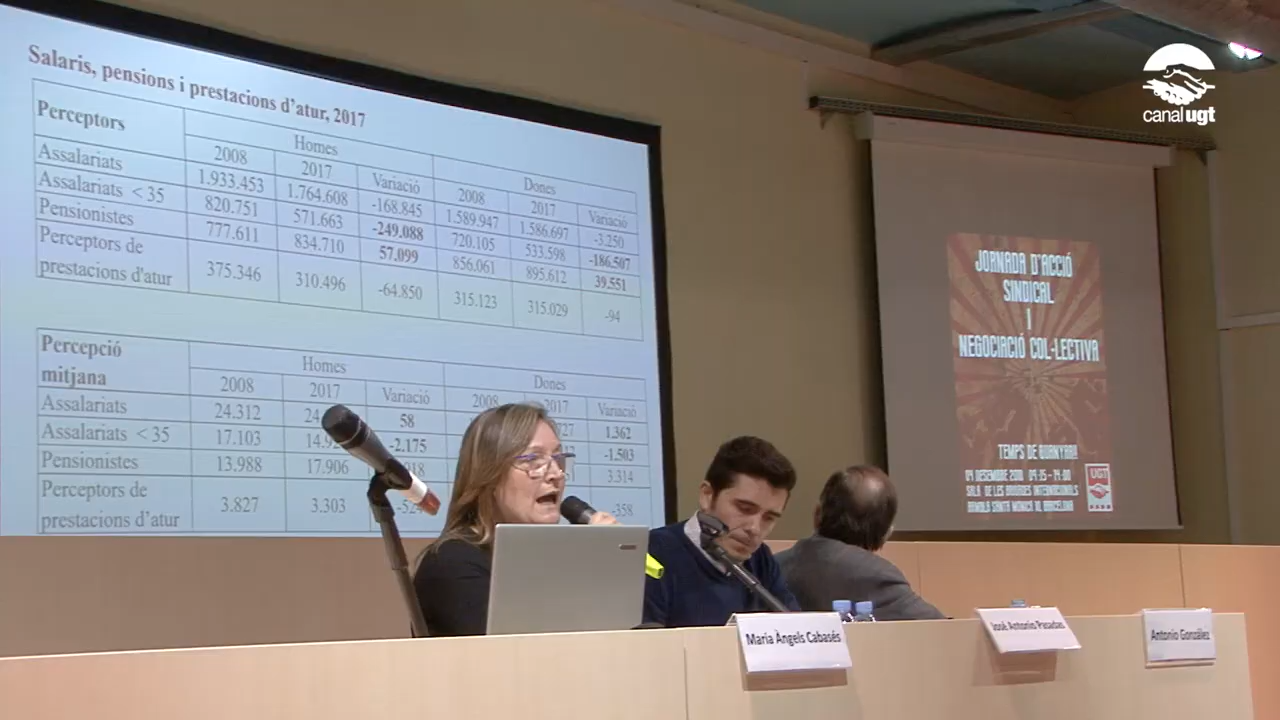 Salaris, pensions i prestacions d'atur, 2017
Perceptors Homes Dones
2008 2017 Variació 2008 2017 Variació
Assalariats 1.933.453 1.764.608 -168.845 1.589.947 1.586.697 -3.250
Assalariats < 35 820.751 571.663 -249.088 720.105 533.598 -186.507
Pensionistes 777.611 834.710 57.099 856.061 895.612 39.551
Perceptors de
prestacions d'atur 375.346 310.496 -64.850 315.123 315.029 -94
Percepció
mitjana Homes Dones
2008 2017 Variació 2008 2017 Variació
Assalariats 24.312 58 1.362
Assalariats < 35 17.103 -2.175 -1.503
Pensionistes 13.988 17.906 3.314
Perceptors de
prestacions d'atur 3.827 3.303 -358
canalugt
JORNADA D'ACCIÓ
SINDICAL
I
NEGOCIACIÓ COL·LECTIVA
TEMPS DE GUANYAR!
UGT
Maria Àngels Cabasés
José Antonio Pasadas
Antonio González